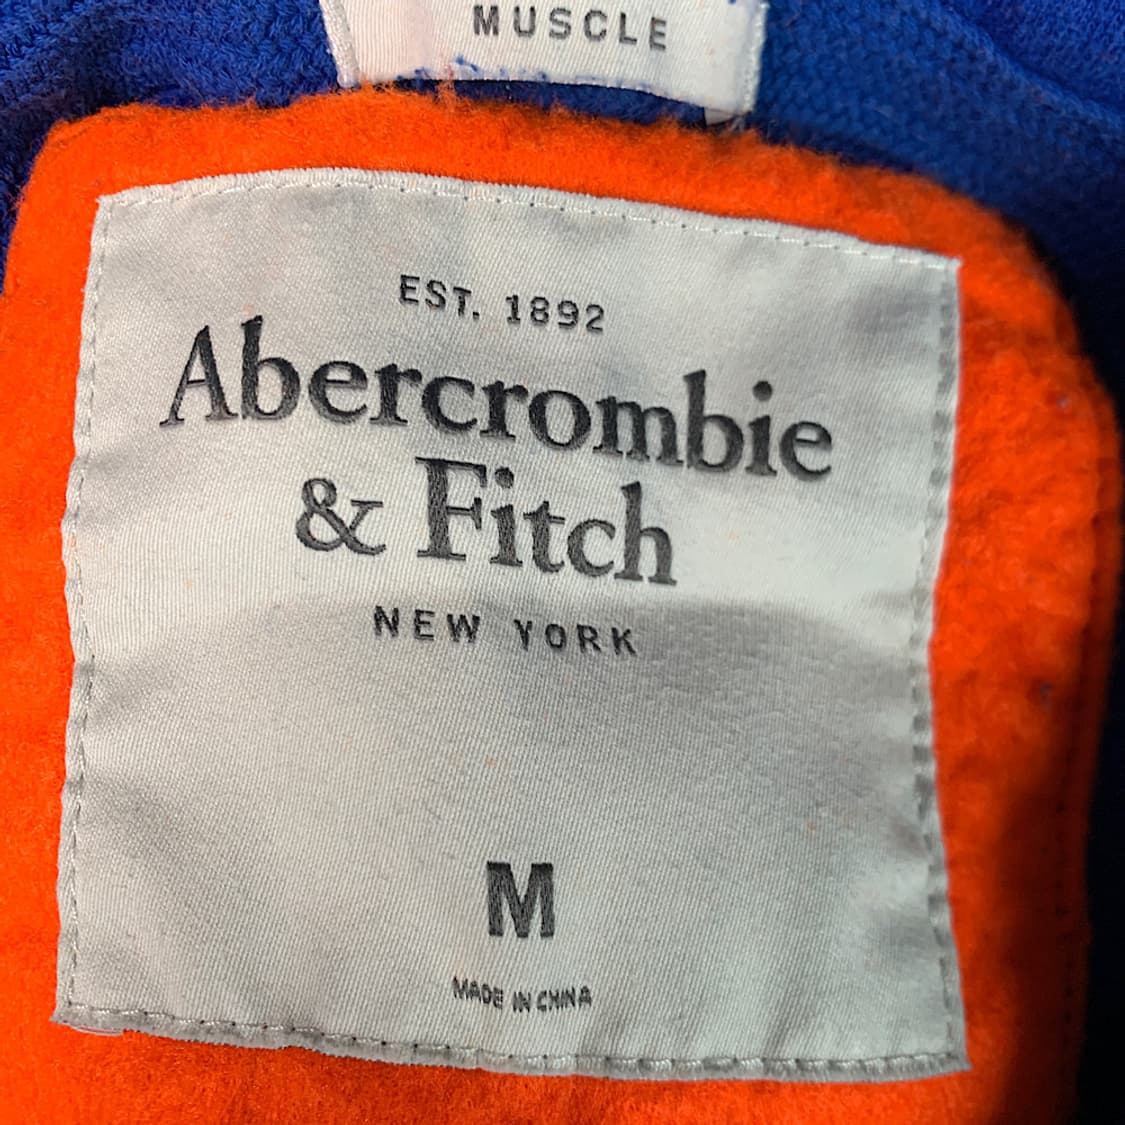 MUSCLE
EST. 1892
Abercrombie
& Fitch
NEW YORK
M
MADE IN CHINA